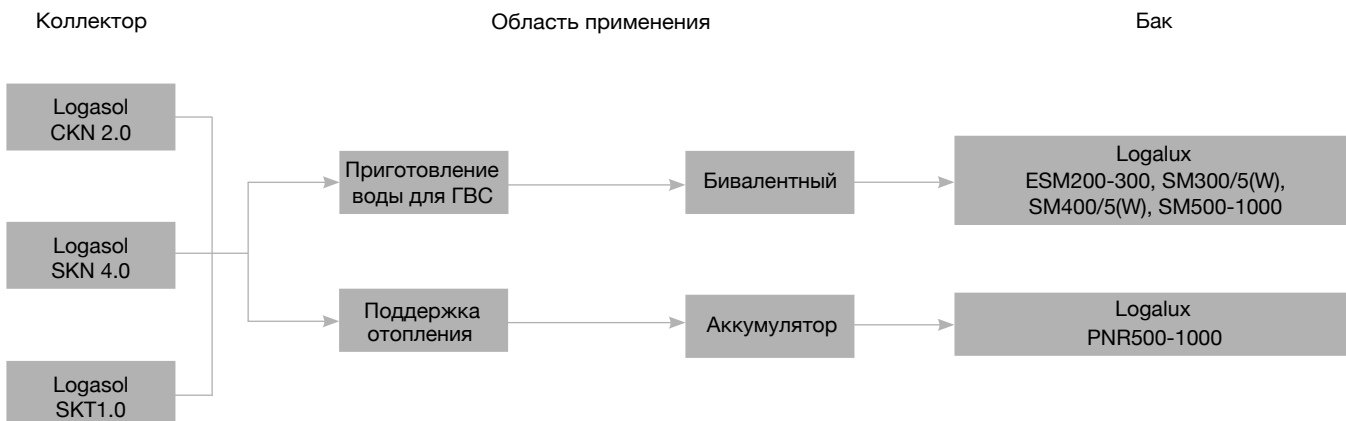 Коллектор
Область применения
Бак
Logasol
CKN 2.0
Logasol
SKN 4.0
Logasol
SKT1.0
Приготовление
воды для ГВС
Бивалентный
Logalux
ESM200-300, SM300/5(W),
SM400/5(W), SM500-1000
Поддержка
отопления
Аккумулятор
Logalux
PNR500-1000